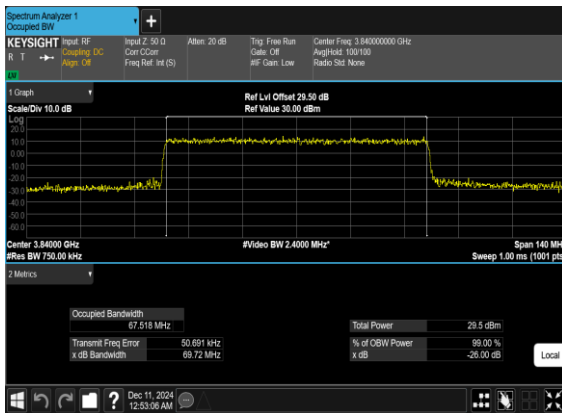 Spectrum Analyzer 1
Occupied BW
KEYSIGHT
R T
Input: RF
Coupling: DC
Align: Off
Input Z: 50 Ω
Corr CCorr
Freq Ref: Int (S)
Atten: 20 dB
Trig: Free Run
Gate: Off
#IF Gain: Low
Center Freq: 3.840000000 GHz
Avg|Hold: 100/100
Radio Std: None
1 Graph
Scale/Div 10.0 dB
Ref Lvl Offset 29.50 dB
Ref Value 30.00 dBm
Log
20.0
10.0
0.00
-10.0
-20.0
-30.0
-40.0
-50.0
-60.0
Center 3.84000 GHz
#Res BW 750.00 kHz
#Video BW 2.4000 MHz*
Span 140 MH
Sweep 1.00 ms (1001 pts
2 Metrics
Occupied Bandwidth
67.518 MHz
Transmit Freq Error 50.691 kHz
x dB Bandwidth 69.72 MHz
Total Power 29.5 dBm
% of OBW Power 99.00 %
x dB -26.00 dB
Local
?
Dec 11, 2024
12:53:06 AM